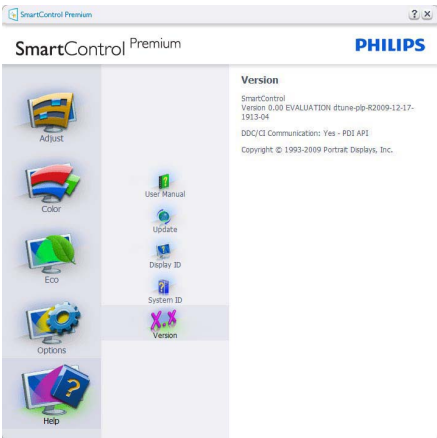 SmartControl Premium
? X
SmartControl Premium
PHILIPS
Adjust
Color
Eco
Options
Help
User Manual
Update
Display ID
System ID
X.X
Version
Version
SmartControl
Version 0.00 EVALUATION dtune-plp-R2009-12-17-
1913-04
DDC/CI Communication: Yes - PDI API
Copyright © 1993-2009 Portrait Displays, Inc.